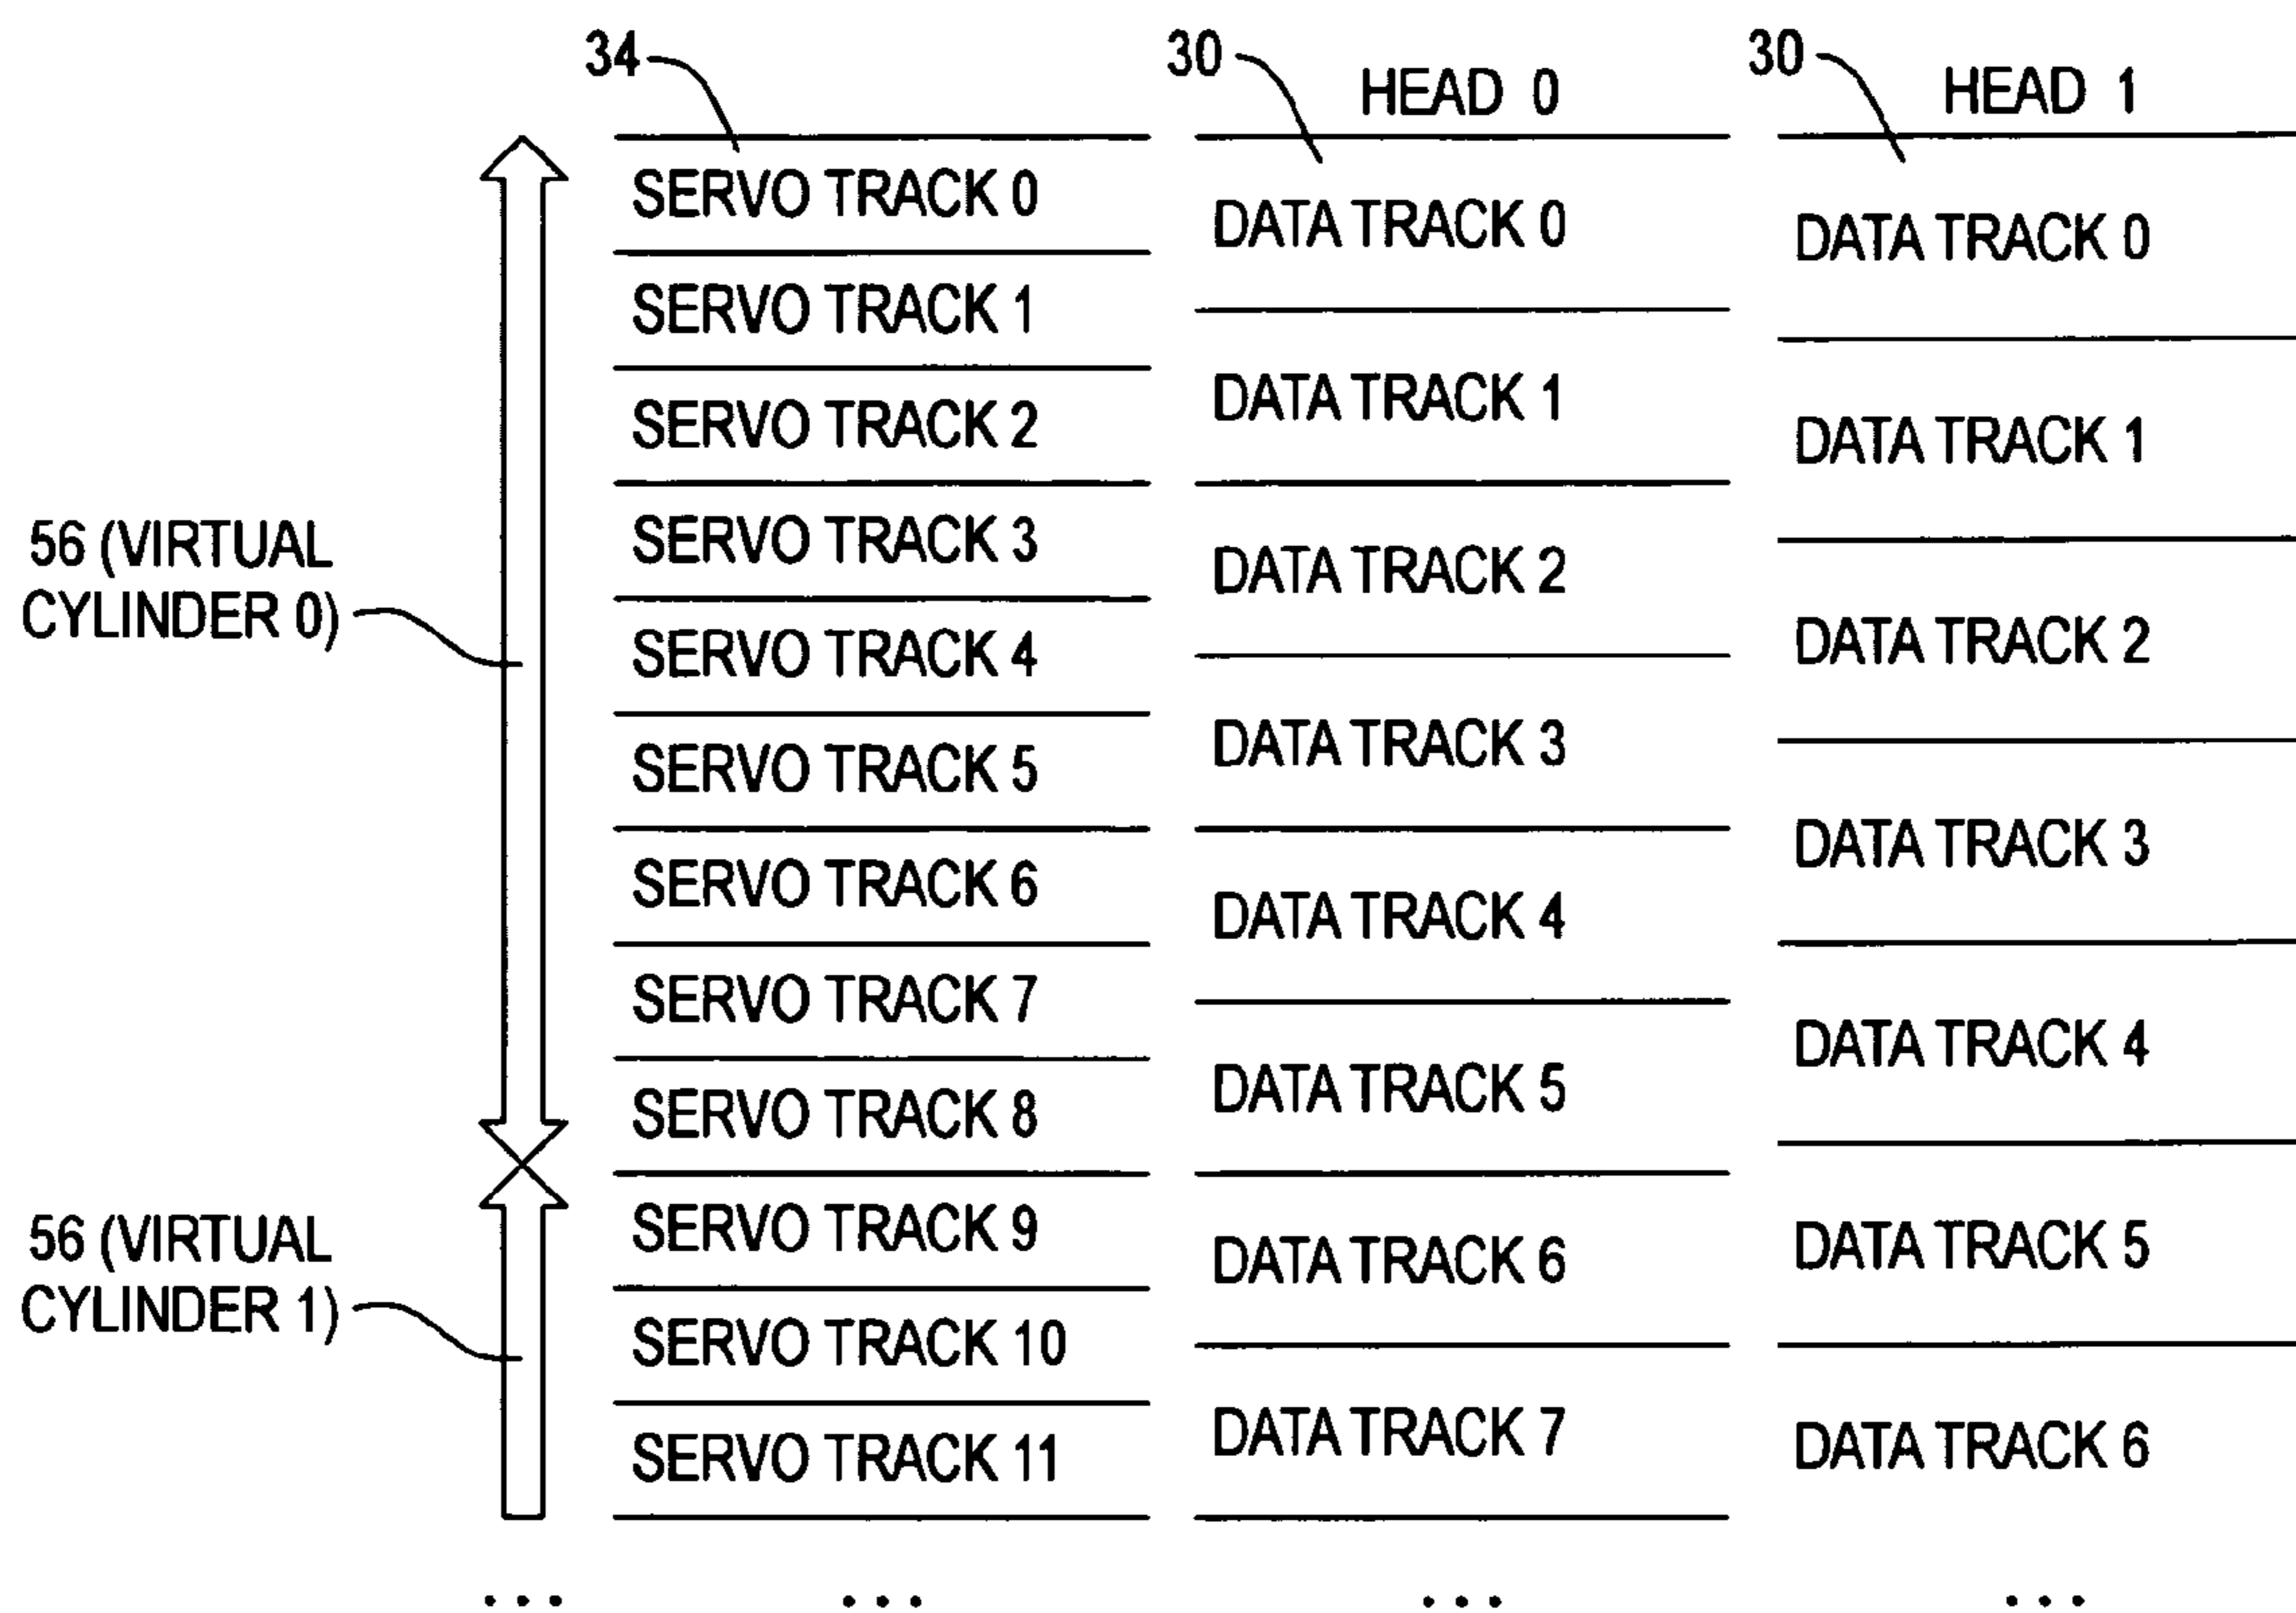 34
30
HEAD 0
30
HEAD 1
SERVO TRACK 0
SERVO TRACK 1
SERVO TRACK 2
SERVO TRACK 3
SERVO TRACK 4
SERVO TRACK 5
SERVO TRACK 6
SERVO TRACK 7
SERVO TRACK 8
SERVO TRACK 9
SERVO TRACK 10
SERVO TRACK 11
...
DATA TRACK 0
DATA TRACK 1
DATA TRACK 2
DATA TRACK 3
DATA TRACK 4
DATA TRACK 5
DATA TRACK 6
DATA TRACK 7
...
DATA TRACK 0
DATA TRACK 1
DATA TRACK 2
DATA TRACK 3
DATA TRACK 4
DATA TRACK 5
DATA TRACK 6
...
56 (VIRTUAL
CYLINDER 0)
56 (VIRTUAL
CYLINDER 1)
...